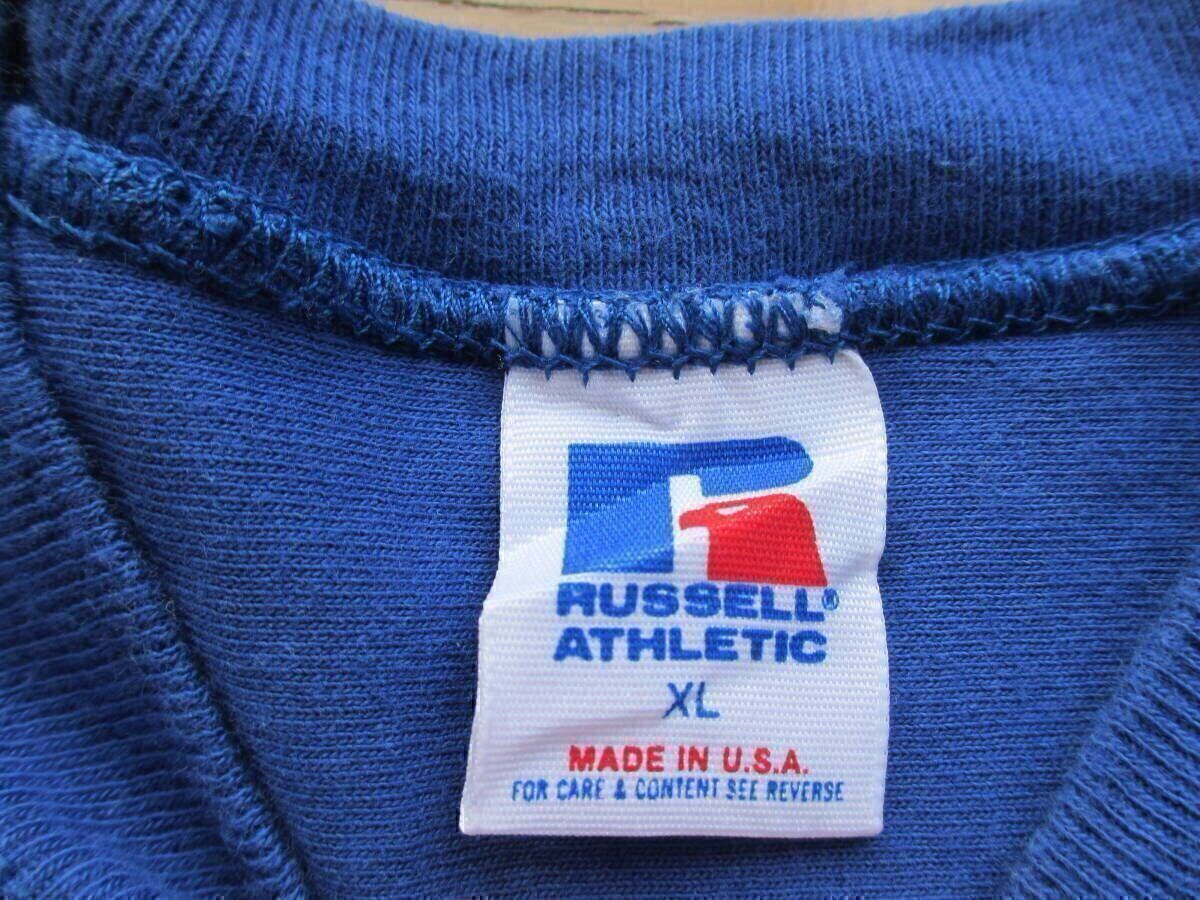 RUSSELL®
ATHLETIC
XL
MADE IN U.S.A.
FOR CARE & CONTENT SEE REVERSE